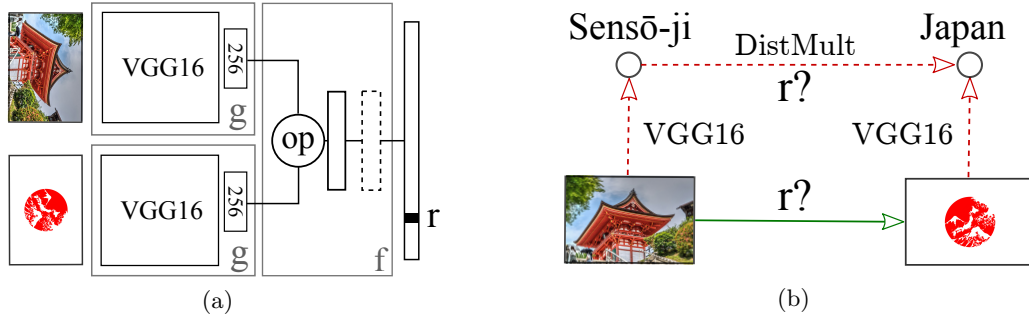 VGG16
256
g
op
VGG16
256
g
f
r
(a)
Sensō-ji
DistMult
Japan
r?
VGG16
VGG16
r?
(b)